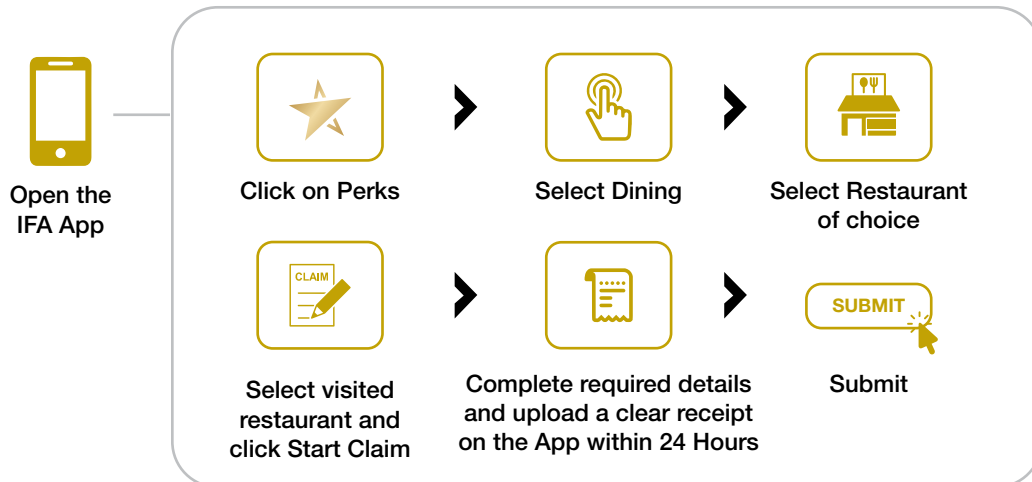 Open the
IFA App
Click on Perks
Select Dining
Select Restaurant
of choice
CLAIM
Select visited
restaurant and
click Start Claim
Complete required details
and upload a clear receipt
on the App within 24 Hours
SUBMIT
Submit